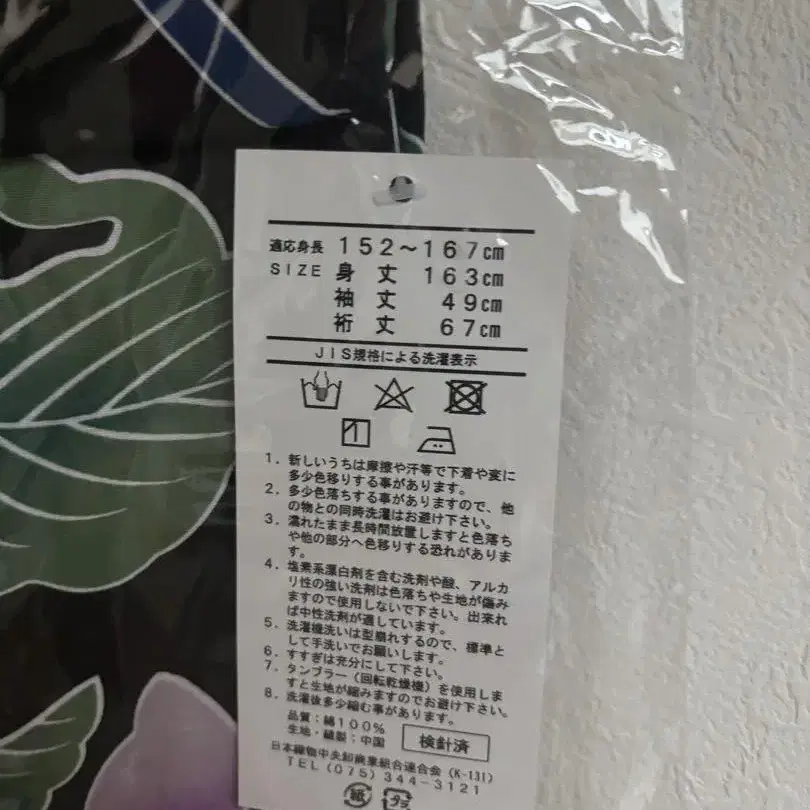 適応身長 152~167cm
SIZE 身丈 163cm
袖丈 49cm
裄丈 67cm
JIS規格による洗濯表示
1. 新しいうちは摩擦や汗等で下着や変に
多少色移りする事があります。
2. 多少色落ちする事がありますので、他
の物との同時洗濯はお避け下さい。
3. 濡れたまま長時間放置しますと色落ち
や他の部分へ色移りする恐れがありま
す。
4. 塩素系漂白剤を含む洗剤や酸、アルカ
リ性の強い洗剤は色落ちや生地が傷み
ますので使用しないで下さい。出来れ
ば中性洗剤が適しています。
5. 洗濯機洗いは型崩れするので、標準と
して手洗いでお願いします。
6. すすぎは充分にして下さい。
7. タンブラー(回転乾燥機)を使用しま
すと生地が縮みますのでお避け下さい。
8. 洗濯後多少縮む事があります。
品質:綿100%
生地・縫製:中国
検針済
日本織物中央卸商業組合連合会(K-131)
TEL (075) 344-3121
紙 プラ